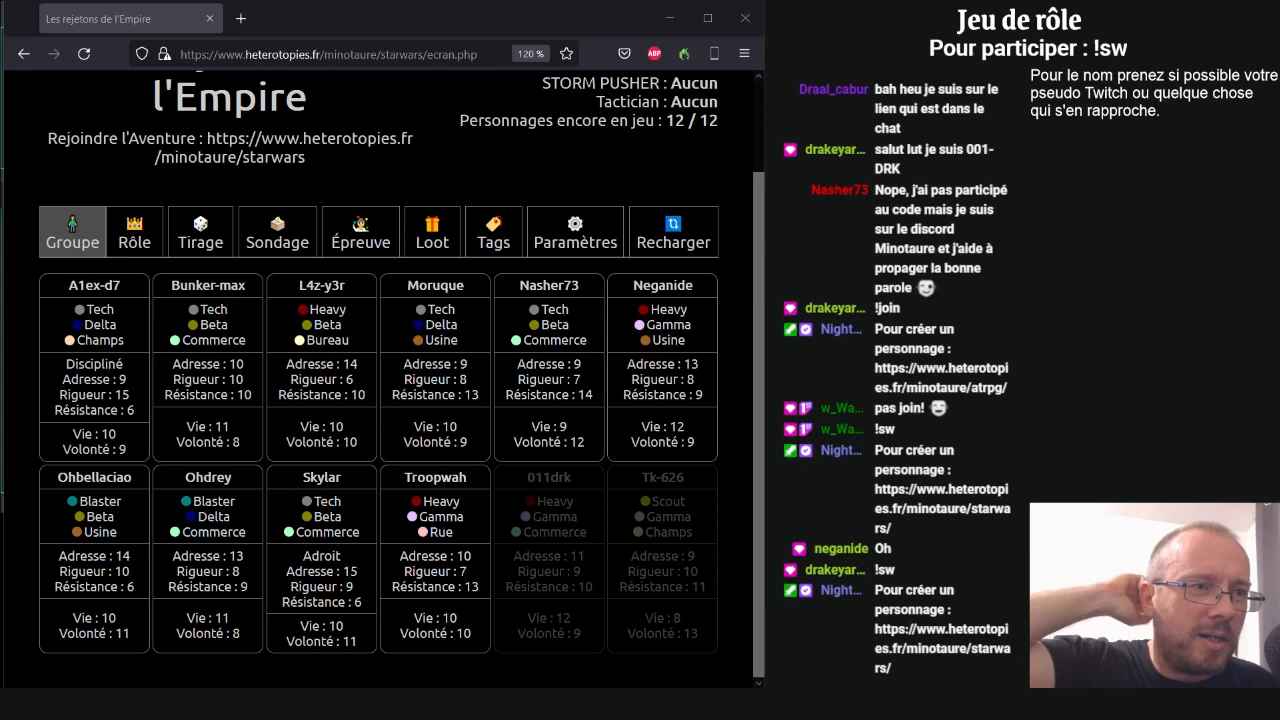 Les rejetons de l'Empire
https://www.heterotopies.fr/minotaure/starwars/ecran.php
120 %
ABP
l'Empire
Rejoindre l'Aventure : https://www.heterotopies.fr
/minotaure/starwars
STORM PUSHER : Aucun
Tactician : Aucun
Personnages encore en jeu : 12 / 12
Groupe
Rôle
Tirage
Sondage
Épreuve
Loot
Tags
Paramètres
Recharger
A1ex-d7
Tech
Delta
Champs
Discipliné
Adresse : 9
Rigueur : 15
Résistance : 6
Vie : 10
Volonté : 9
Bunker-max
Tech
Beta
Commerce
Adresse : 10
Rigueur : 10
Résistance : 10
Vie : 11
Volonté : 8
L4z-y3r
Heavy
Beta
Bureau
Adresse : 14
Rigueur : 6
Résistance : 10
Vie : 10
Volonté : 10
Moruque
Tech
Delta
Usine
Adresse : 9
Rigueur : 8
Résistance : 13
Vie : 10
Volonté : 9
Nasher73
Tech
Beta
Commerce
Adresse : 9
Rigueur : 7
Résistance : 14
Vie : 9
Volonté : 12
Neganide
Heavy
Gamma
Usine
Adresse : 13
Rigueur : 8
Résistance : 9
Vie : 12
Volonté : 9
Ohbellaciao
Blaster
Beta
Usine
Adresse : 14
Rigueur : 10
Résistance : 6
Vie : 10
Volonté : 11
Ohdrey
Blaster
Delta
Commerce
Adresse : 13
Rigueur : 8
Résistance : 9
Vie : 11
Volonté : 8
Skylar
Tech
Beta
Commerce
Adroit
Adresse : 15
Rigueur : 9
Résistance : 6
Vie : 10
Volonté : 11
Troopwah
Heavy
Gamma
Rue
Adresse : 10
Rigueur : 7
Résistance : 13
Vie : 10
Volonté : 10
011drk
Heavy
Gamma
Commerce
Adresse : 11
Rigueur : 9
Résistance : 10
Vie : 12
Volonté : 9
Tk-626
Scout
Gamma
Champs
Adresse : 9
Rigueur : 10
Résistance : 11
Vie : 8
Volonté : 13
Jeu de rôle
Pour participer : !sw
Pour le nom prenez si possible votre
pseudo Twitch ou quelque chose
qui s'en rapproche.
Draal_cabur bah heu je suis sur le
lien qui est dans le
chat
drakeyar... salut lut je suis 001-
DRK
Nasher73 Nope, j'ai pas participé
au code mais je suis
sur le discord
Minotaure et j'aide à
propager la bonne
parole
drakeyar... !join
Night... Pour créer un
personnage :
https://www.heterotopi
es.fr/minotaure/atrpg/
w_Wa... pas join!
w_Wa... !sw
Night... Pour créer un
personnage :
https://www.heterotopi
es.fr/minotaure/starwa
rs/
neganide Oh
drakeyar... !sw
Night... Pour créer un
personnage :
https://www.heterotopi
es.fr/minotaure/starwa
rs/